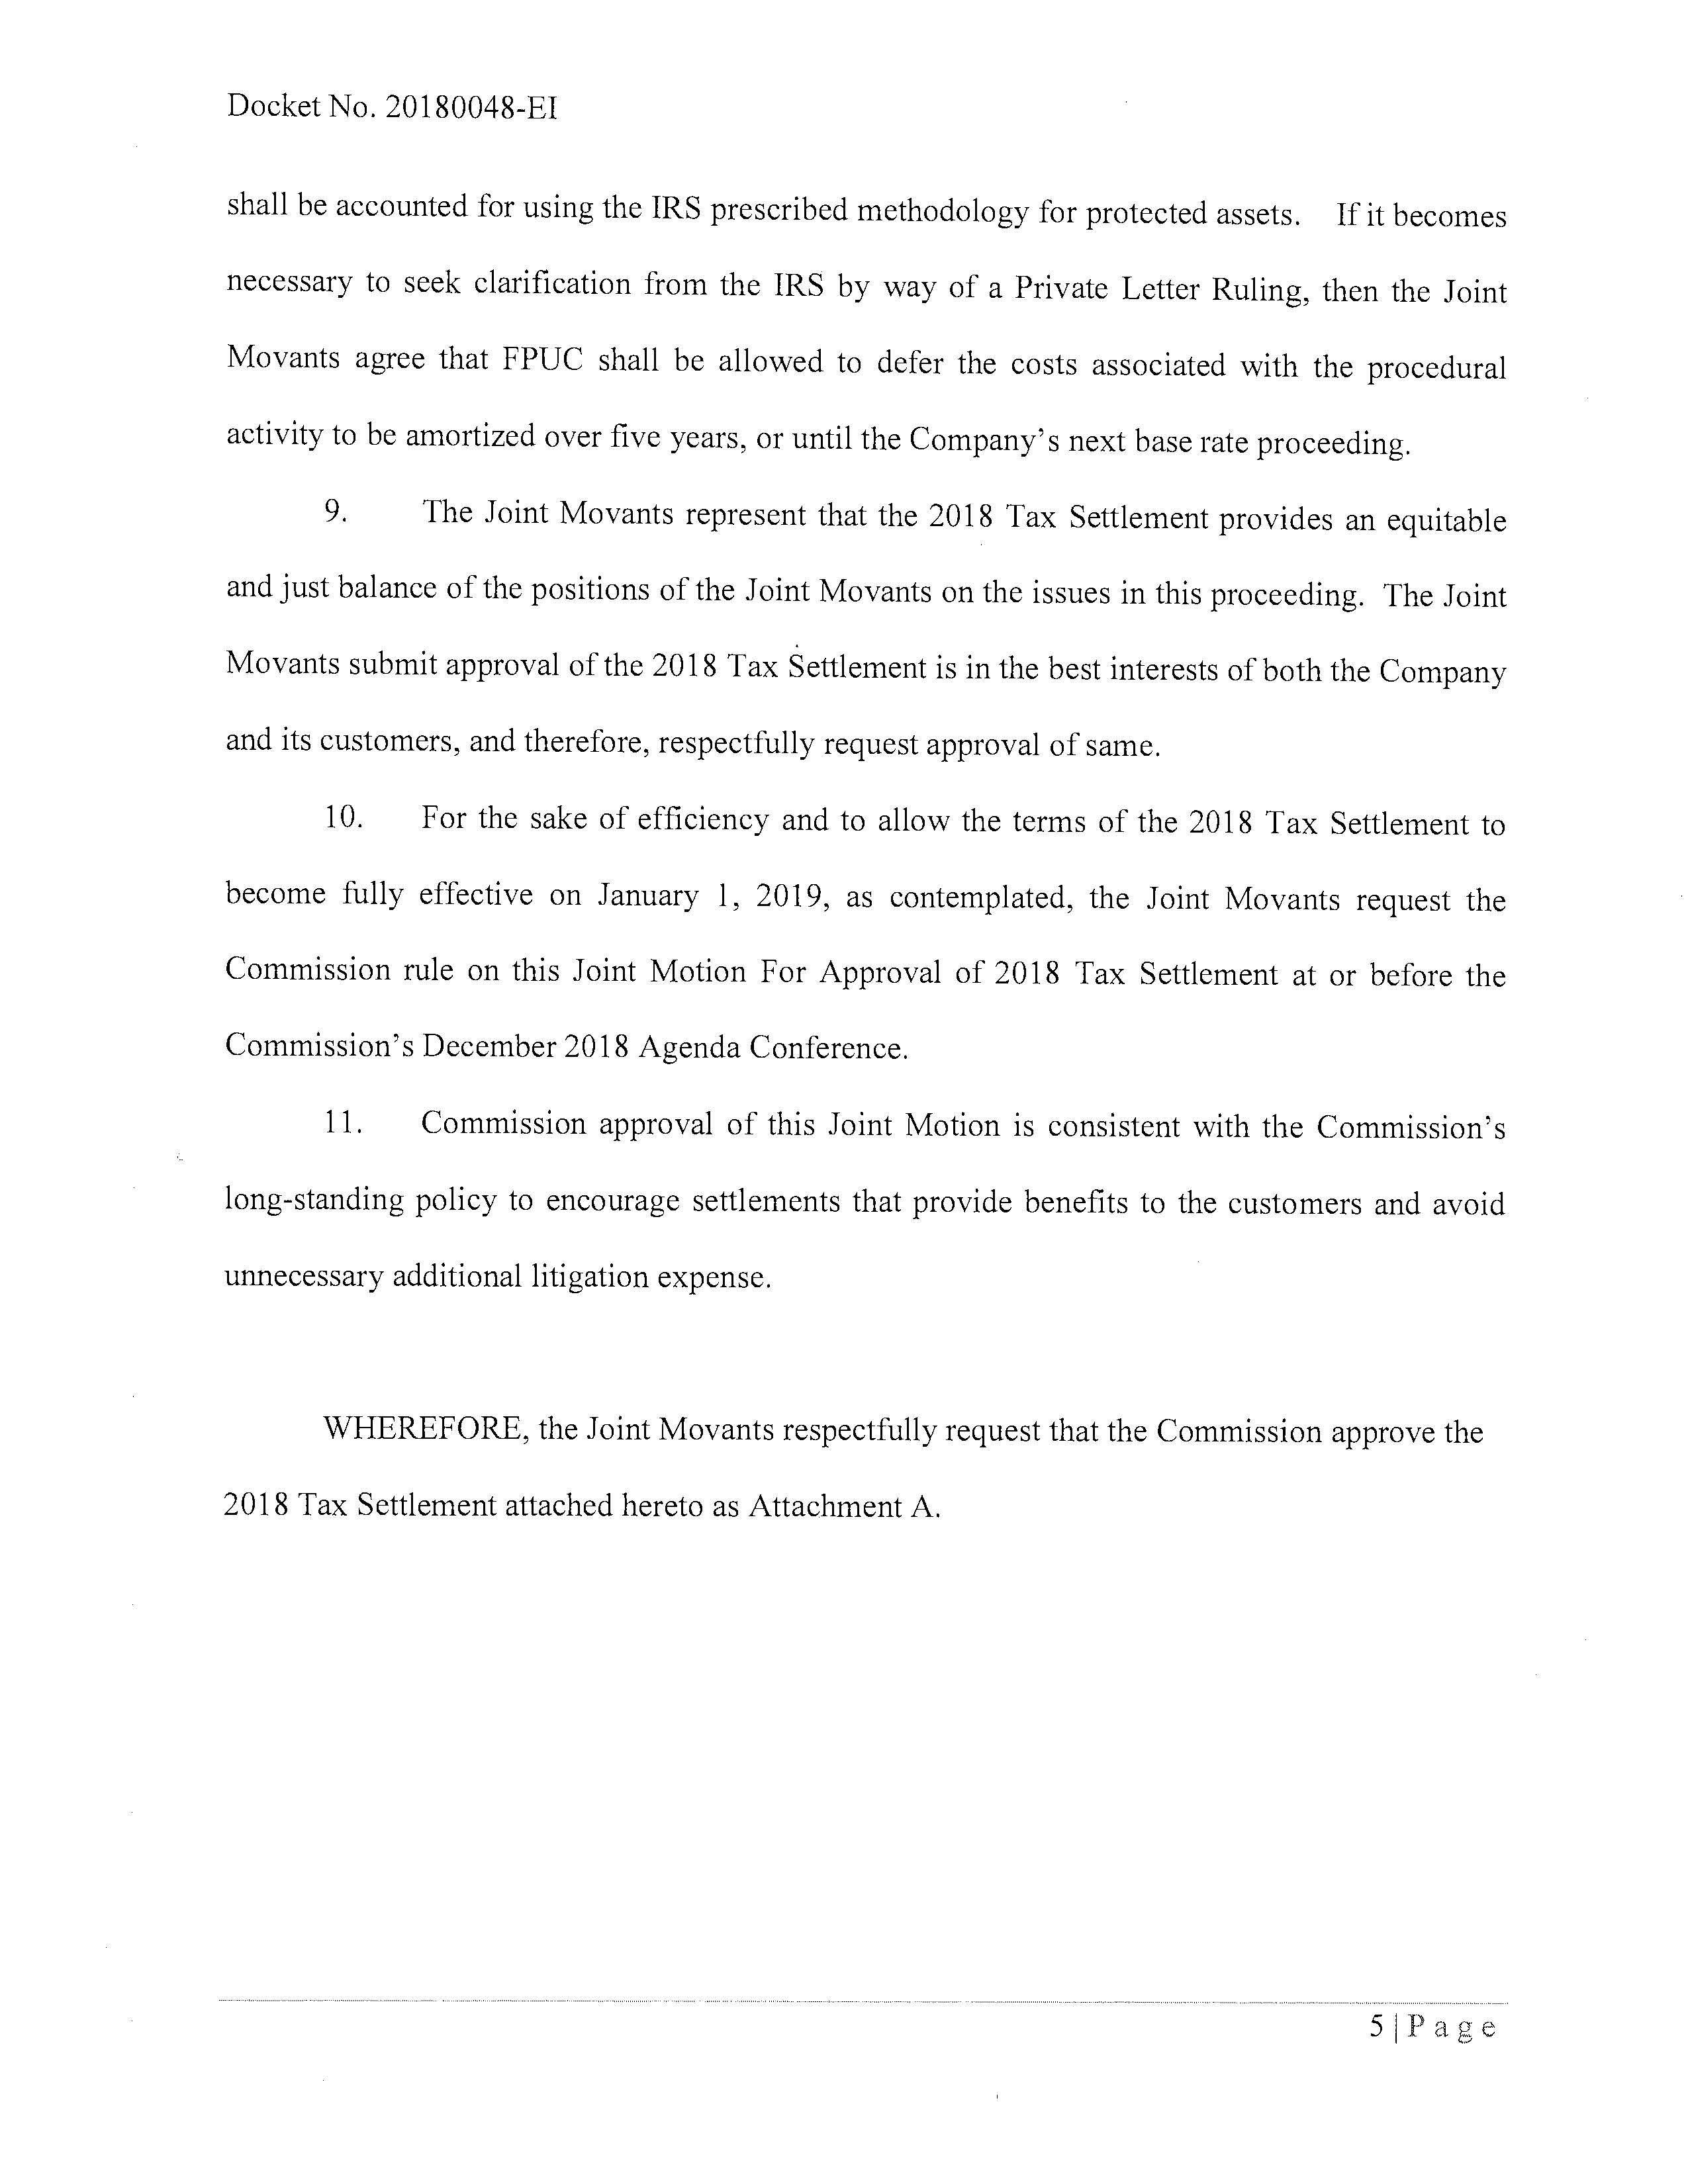 Docket No. 20180048-EI
shall be accounted for using the IRS prescribed methodology for protected assets. If it becomes
necessary to seek clarification from the IRS by way of a Private Letter Ruling, then the Joint
Movants agree that FPUC shall be allowed to defer the costs associated with the procedural
activity to be amortized over five years, or until the Company's next base rate proceeding.
9. The Joint Movants represent that the 2018 Tax Settlement provides an equitable
and just balance of the positions of the Joint Movants on the issues in this proceeding. The Joint
Movants submit approval of the 2018 Tax Settlement is in the best interests of both the Company
and its customers, and therefore, respectfully request approval of same.
10. For the sake of efficiency and to allow the terms of the 2018 Tax Settlement to
become fully effective on January 1, 2019, as contemplated, the Joint Movants request the
Commission rule on this Joint Motion For Approval of 2018 Tax Settlement at or before the
Commission's December 2018 Agenda Conference.
11. Commission approval of this Joint Motion is consistent with the Commission's
long-standing policy to encourage settlements that provide benefits to the customers and avoid
unnecessary additional litigation expense.
WHEREFORE, the Joint Movants respectfully request that the Commission approve the
2018 Tax Settlement attached hereto as Attachment A.
5 | P a g e